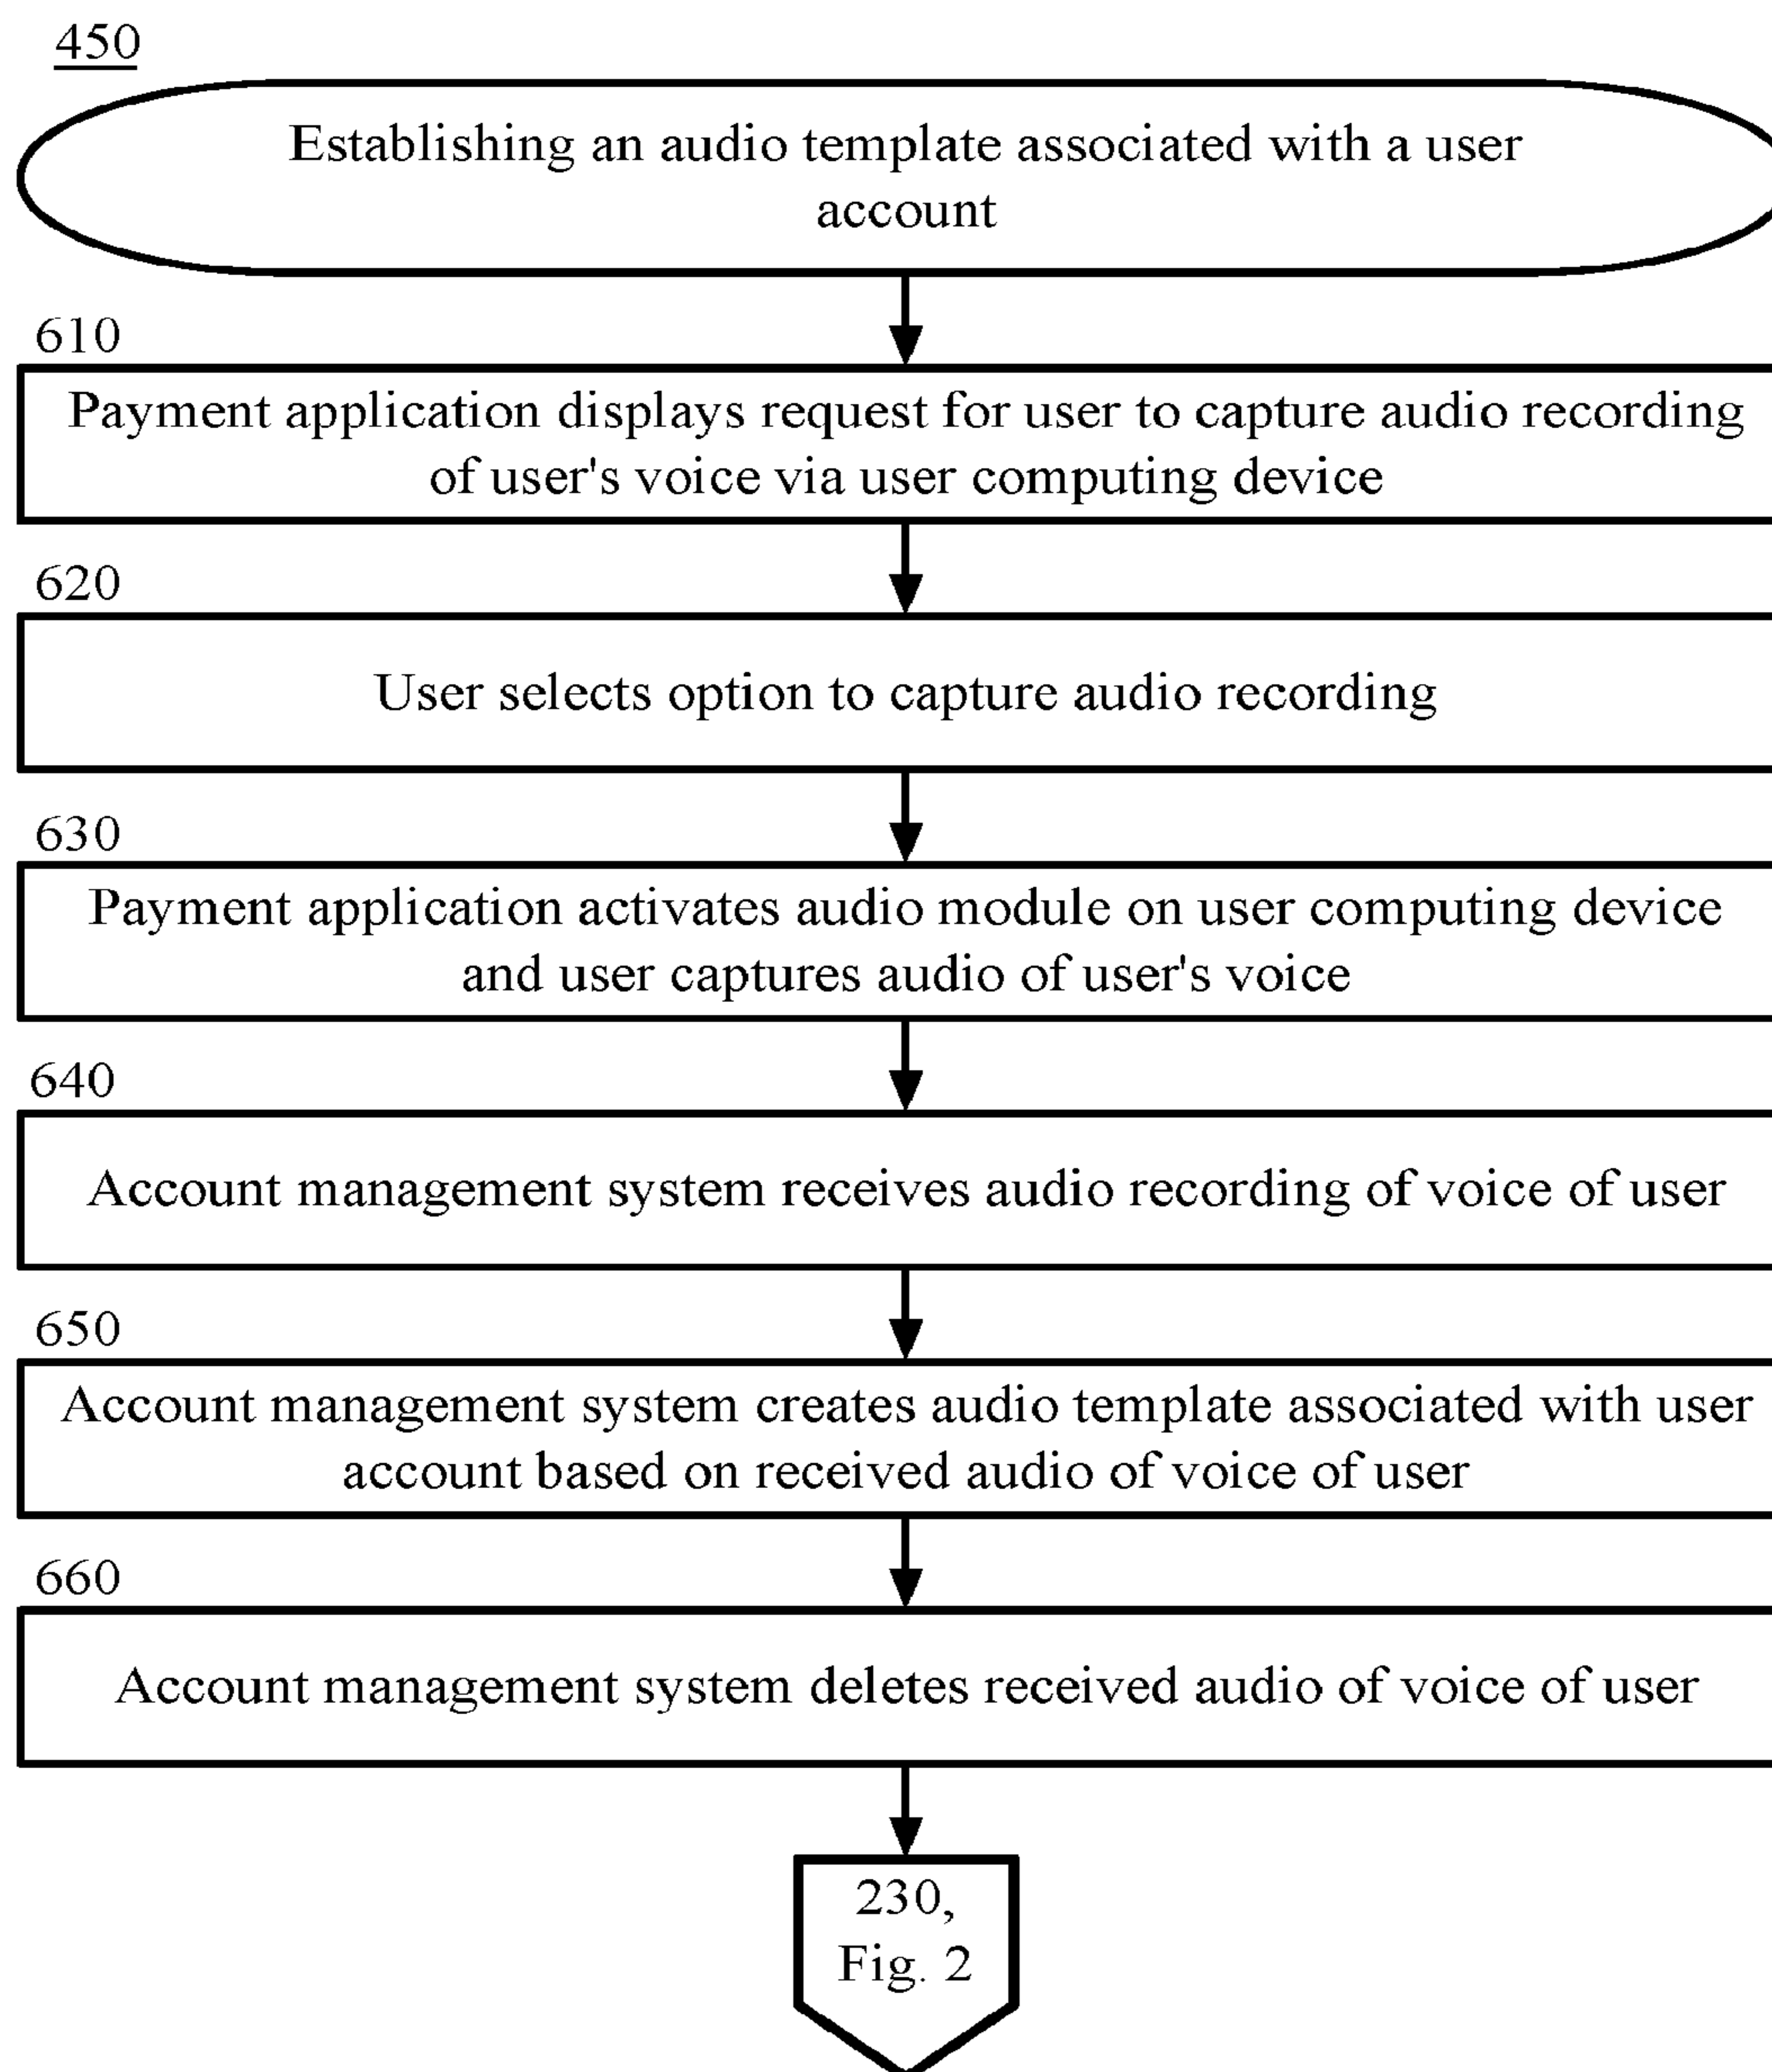 450
Establishing an audio template associated with a user
account
610
Payment application displays request for user to capture audio recording
of user's voice via user computing device
620
User selects option to capture audio recording
630
Payment application activates audio module on user computing device
and user captures audio of user's voice
640
Account management system receives audio recording of voice of user
650
Account management system creates audio template associated with user
account based on received audio of voice of user
660
Account management system deletes received audio of voice of user
230,
Fig. 2